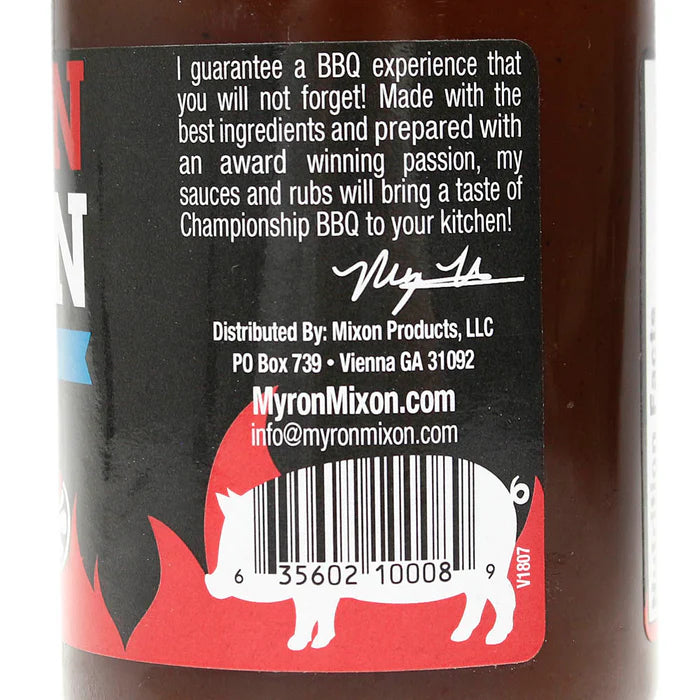 I guarantee a BBQ experience that
you will not forget! Made with the
best ingredients and prepared with
an award winning passion, my
sauces and rubs will bring a taste of
Championship BBQ to your kitchen!
Distributed By: Mixon Products, LLC
PO Box 739 • Vienna GA 31092
MyronMixon.com
info@myronmixon.com
6 35602 10008 9
V1807
N
N
Nutrition Facts